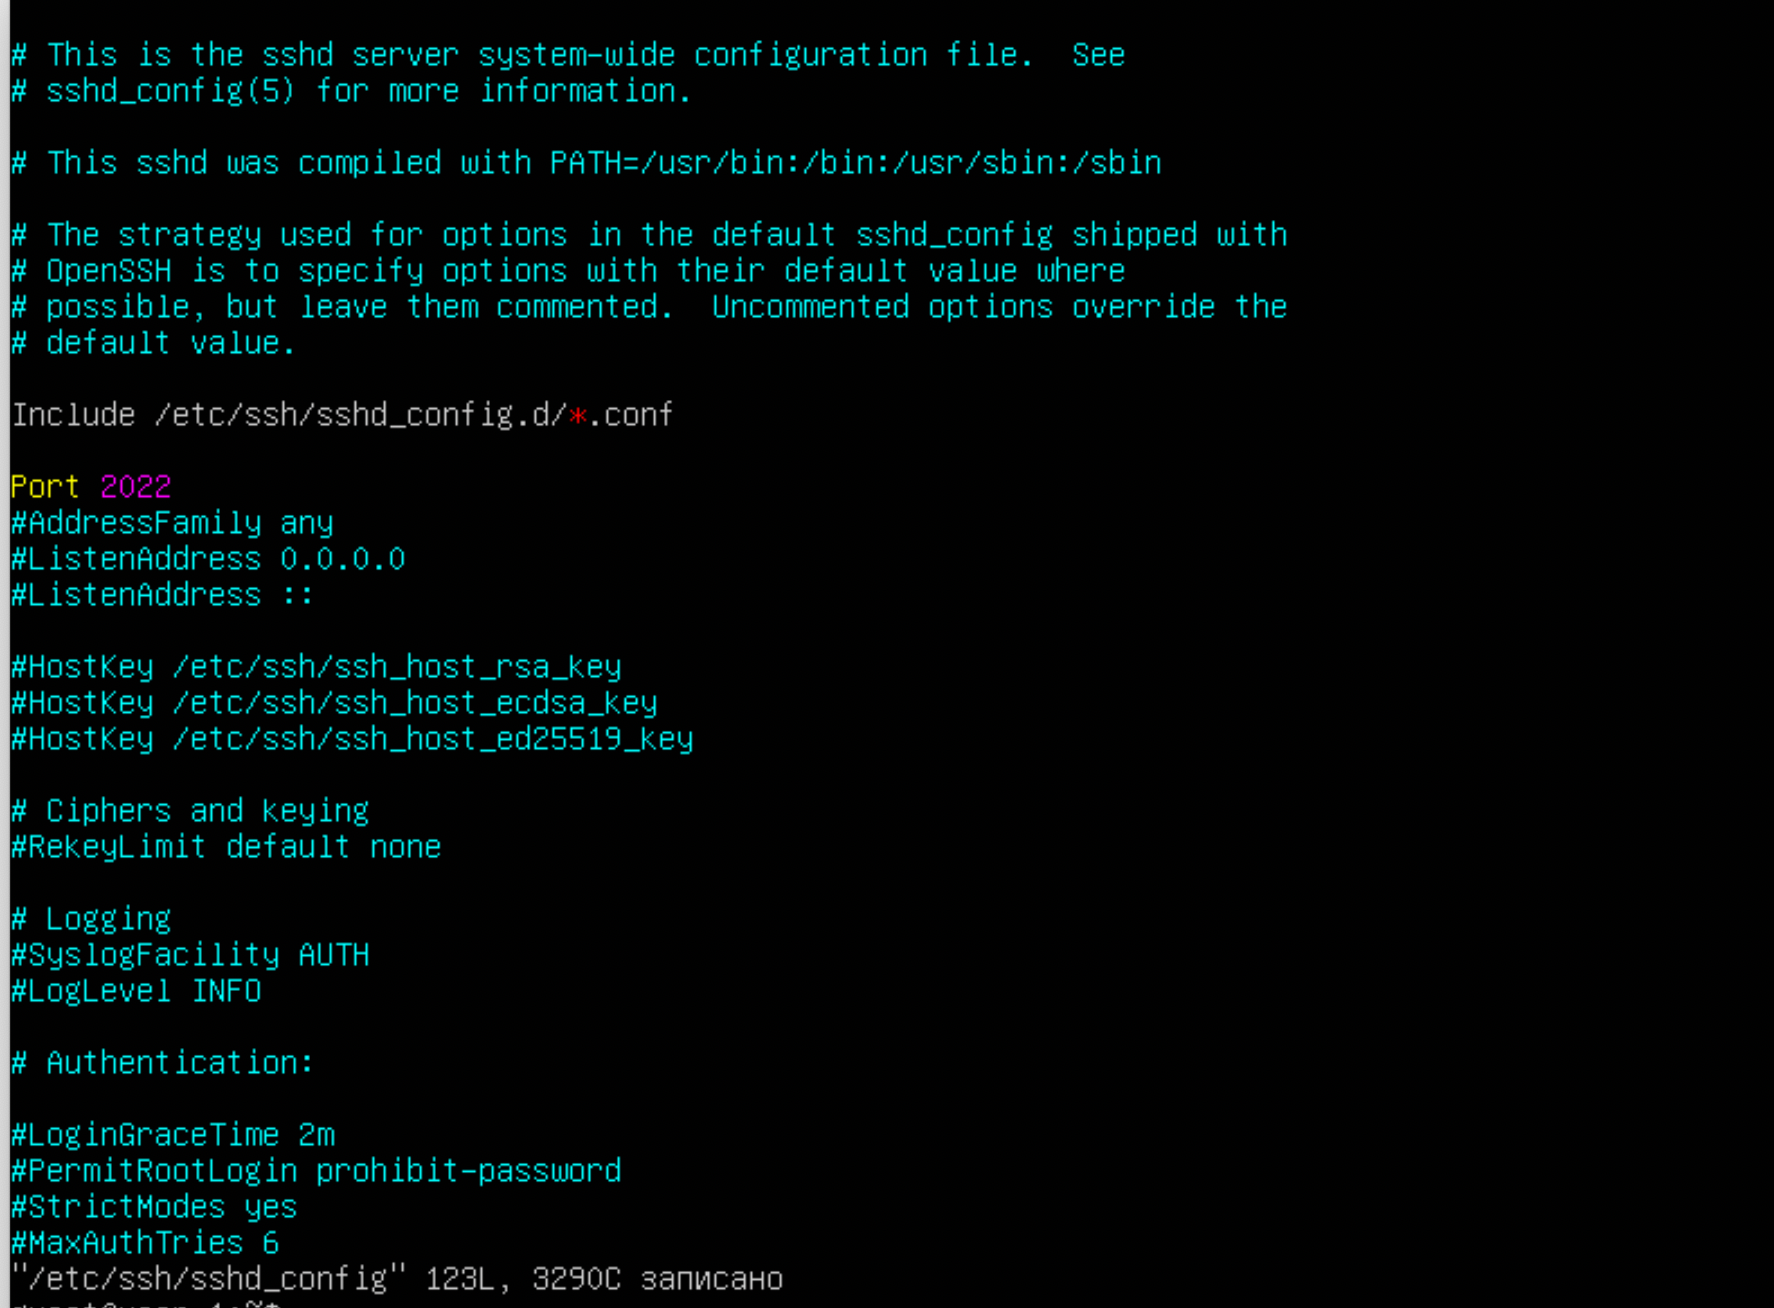 # This is the sshd server system-wide configuration file.  See
# sshd_config(5) for more information.
# This sshd was compiled with PATH=/usr/bin:/bin:/usr/sbin:/sbin
# The strategy used for options in the default sshd_config shipped with
# OpenSSH is to specify options with their default value where
# possible, but leave them commented.  Uncommented options override the
# default value.
Include /etc/ssh/sshd_config.d/*.conf
Port 2022
#AddressFamily any
#ListenAddress 0.0.0.0
#ListenAddress ::
#HostKey /etc/ssh/ssh_host_rsa_key
#HostKey /etc/ssh/ssh_host_ecdsa_key
#HostKey /etc/ssh/ssh_host_ed25519_key
# Ciphers and keying
#RekeyLimit default none
# Logging
#SyslogFacility AUTH
#LogLevel INFO
# Authentication:
#LoginGraceTime 2m
#PermitRootLogin prohibit-password
#StrictModes yes
#MaxAuthTries 6
"/etc/ssh/sshd_config" 123L, 3290C записано